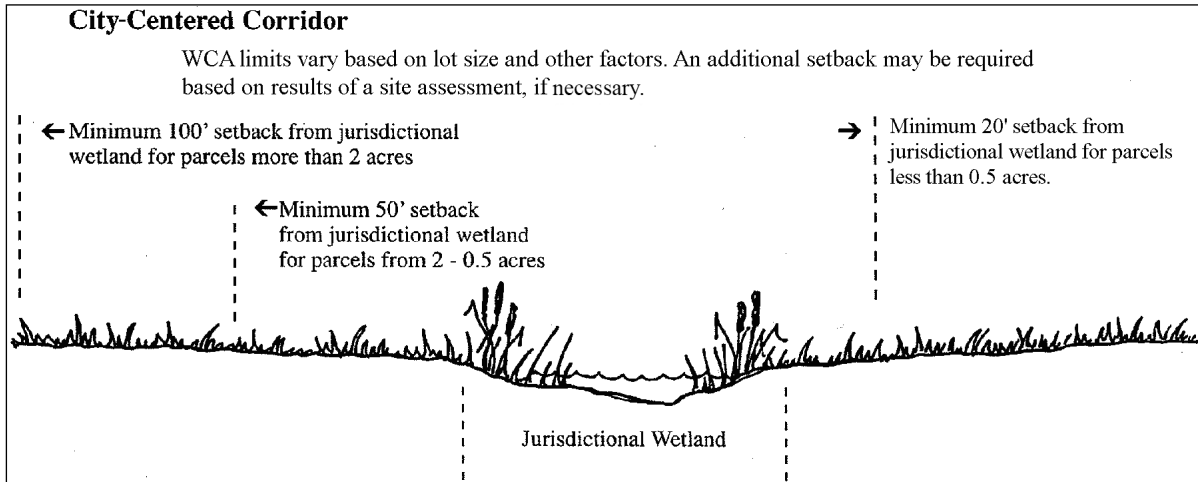 City-Centered Corridor
WCA limits vary based on lot size and other factors. An additional setback may be required
based on results of a site assessment, if necessary.
←Minimum 100' setback from jurisdictional
wetland for parcels more than 2 acres
→ Minimum 20' setback from
jurisdictional wetland for parcels
less than 0.5 acres.
←Minimum 50' setback
from jurisdictional wetland
for parcels from 2 - 0.5 acres
Jurisdictional Wetland